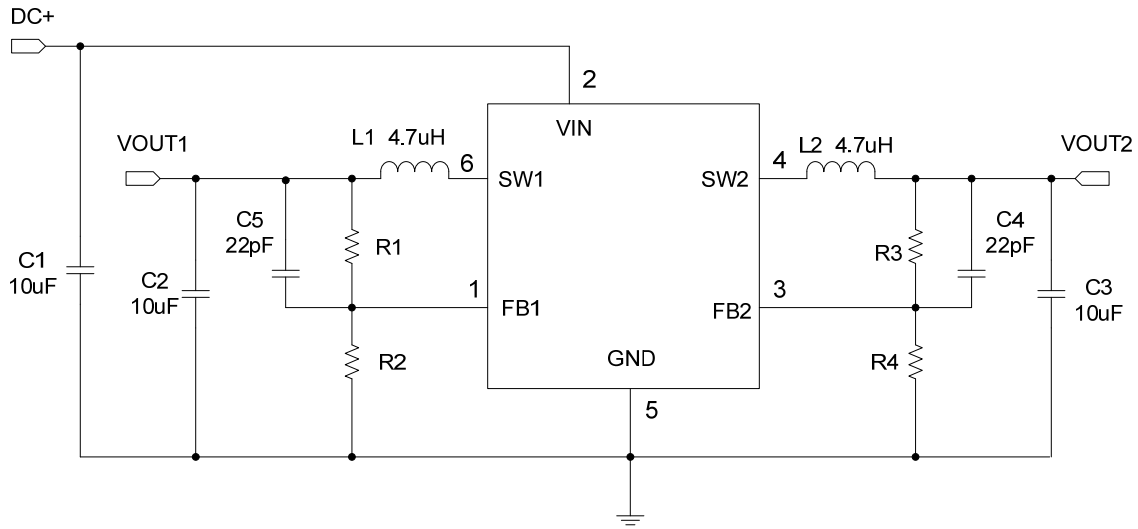 DC+
2
VIN
VOUT1
L1 4.7uH
6
SW1
SW2
4
L2 4.7uH
VOUT2
C5
22pF
R1
R3
C4
22pF
C1
10uF
C2
10uF
1
FB1
FB2
3
C3
10uF
R2
GND
R4
5